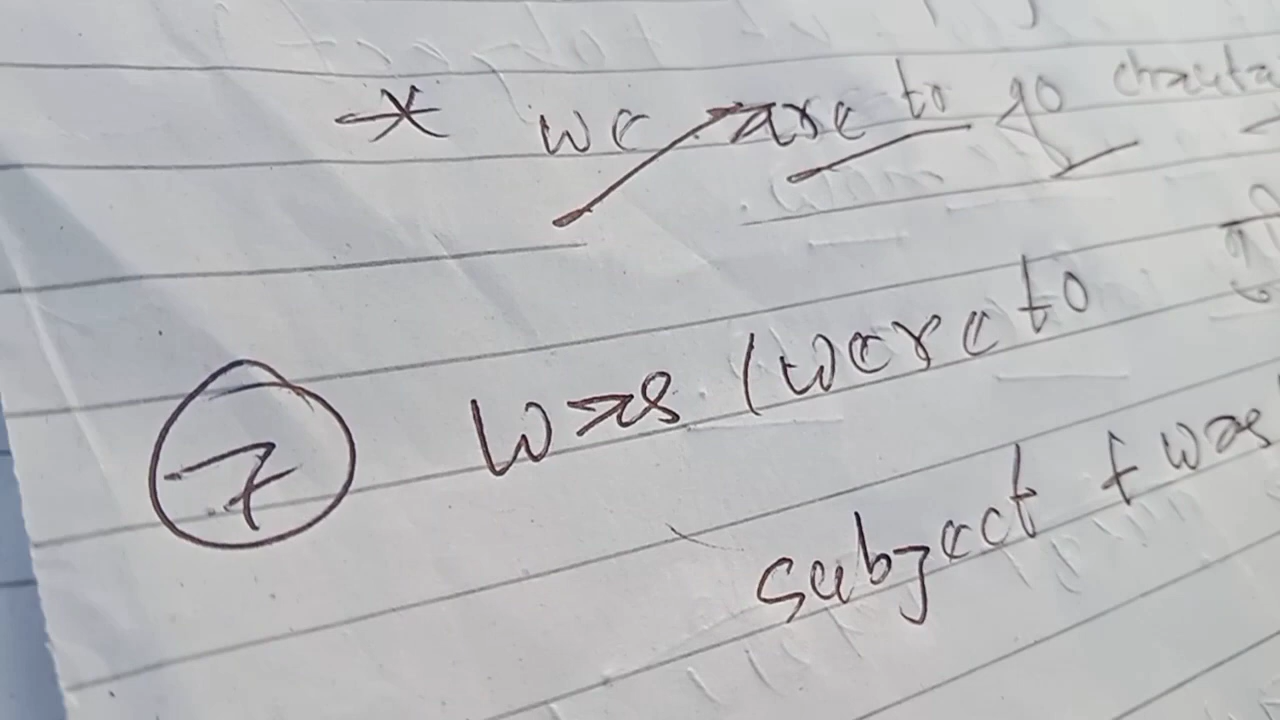 * we are to go
7 was / were to
subject + was